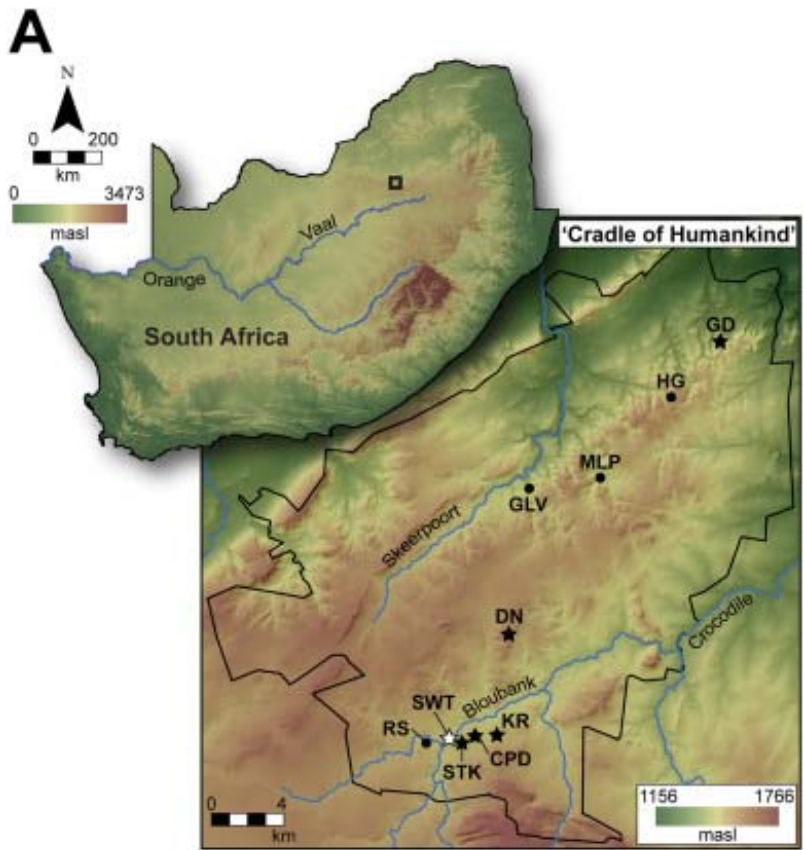 A
N
0 200
km
0 3473
masl
Vaal
Orange
South Africa
'Cradle of Humankind'
GD
HG
MLP
GLV
Skeerpoort
DN
Crocodile
Bloubank
SWT
RS
KR
CPD
STK
0 4
km
1156 1766
masl